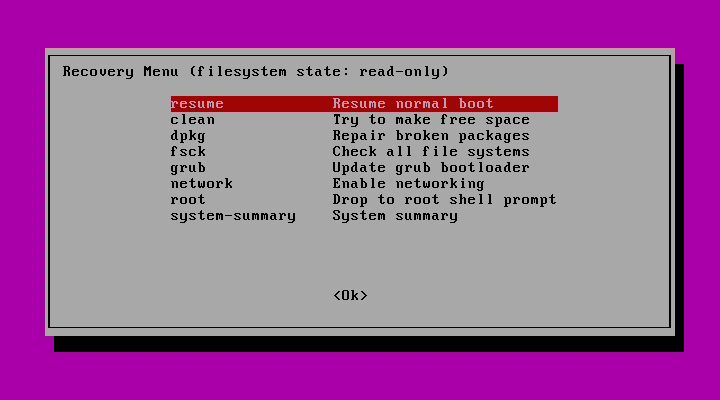 Recovery Menu (filesystem state: read-only)
resume Resume normal boot
clean Try to make free space
dpkg Repair broken packages
fsck Check all file systems
grub Update grub bootloader
network Enable networking
root Drop to root shell prompt
system-summary System summary
<Ok>